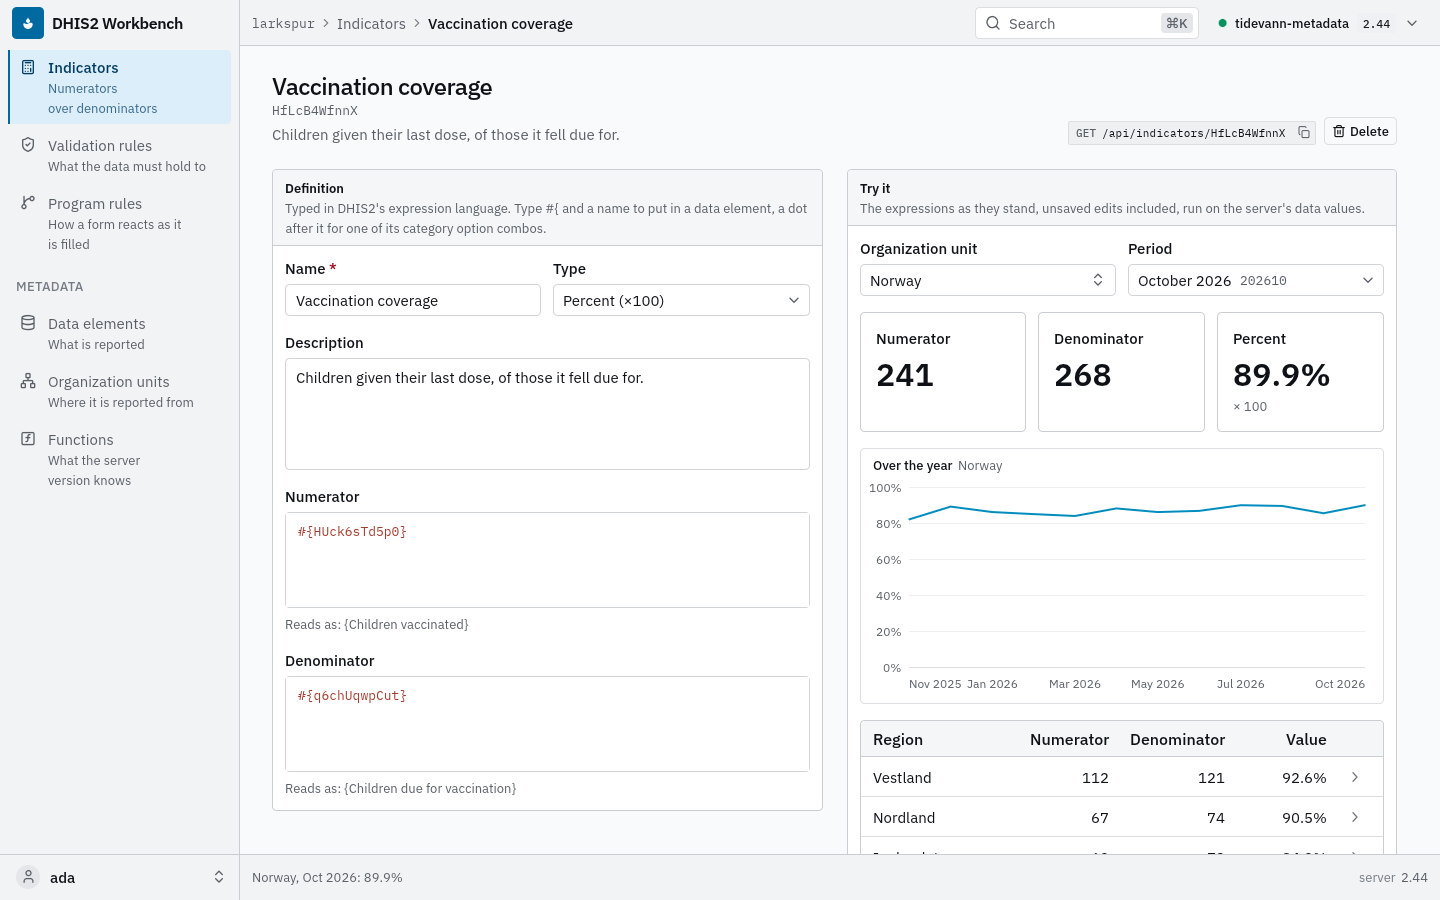 DHIS2 Workbench
larkspur
Indicators
Vaccination coverage
Search
⌘K
tidevann-metadata
2.44
Indicators
Numerators
over denominators
Validation rules
What the data must hold to
Program rules
How a form reacts as it
is filled
METADATA
Data elements
What is reported
Organization units
Where it is reported from
Functions
What the server
version knows
Vaccination coverage
HfLcB4WfnnX
Children given their last dose, of those it fell due for.
GET /api/indicators/HfLcB4WfnnX
Delete
Definition
Typed in DHIS2's expression language. Type #{ and a name to put in a data element, a dot
after it for one of its category option combos.
Name *
Type
Vaccination coverage
Percent (×100)
Description
Children given their last dose, of those it fell due for.
Numerator
#{HUck6sTd5p0}
Reads as: {Children vaccinated}
Denominator
#{q6chUqwpCut}
Reads as: {Children due for vaccination}
Try it
The expressions as they stand, unsaved edits included, run on the server's data values.
Organization unit
Period
Norway
October 2026 202610
Numerator
241
Denominator
268
Percent
89.9%
× 100
Over the year Norway
100%
80%
60%
40%
20%
0%
Nov 2025 Jan 2026 Mar 2026 May 2026 Jul 2026 Oct 2026
Region Numerator Denominator Value
Vestland 112 121 92.6%
Nordland 67 74 90.5%
ada
Norway, Oct 2026: 89.9%
server 2.44